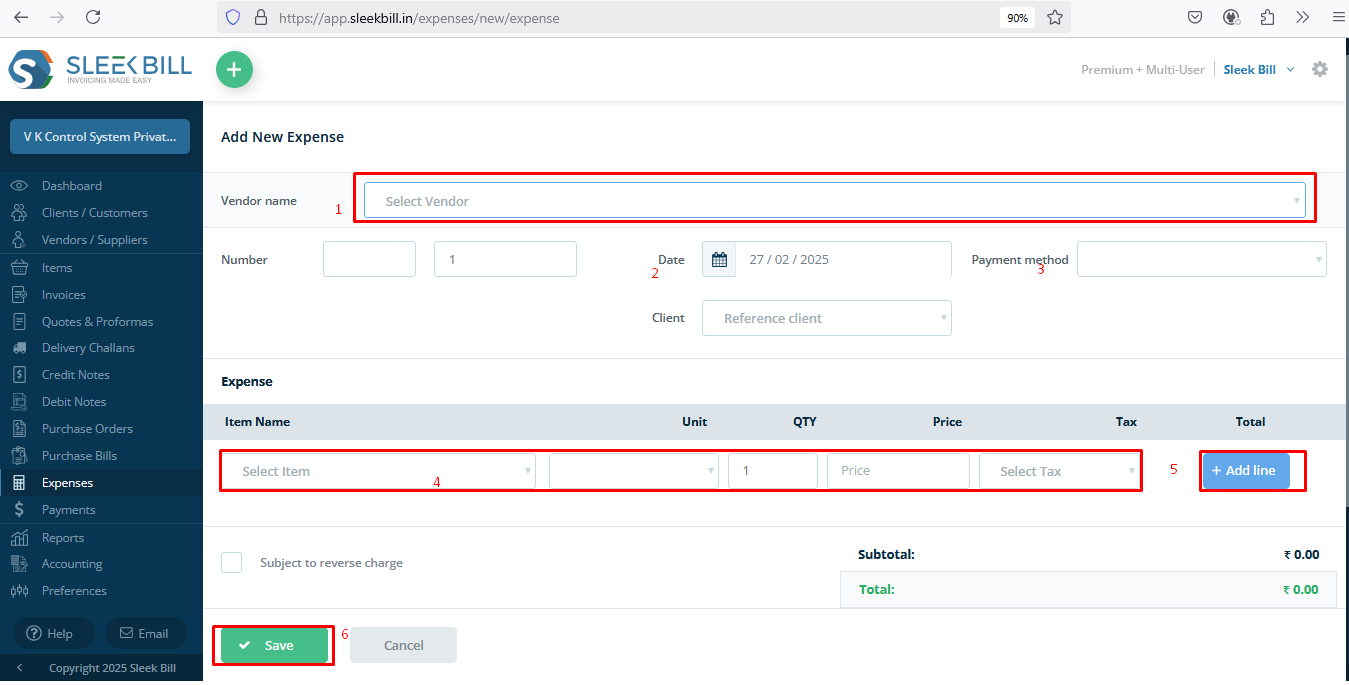 https://app.sleekbill.in/expenses/new/expense 90%
SLEEK BILL
INVOICING MADE EASY
+
Premium + Multi-User Sleek Bill
V K Control System Privat...
Dashboard
Clients / Customers
Vendors / Suppliers
Items
Invoices
Quotes & Proformas
Delivery Challans
Credit Notes
Debit Notes
Purchase Orders
Purchase Bills
Expenses
Payments
Reports
Accounting
Preferences
Help Email
Copyright 2025 Sleek Bill
Add New Expense
Vendor name 1 Select Vendor
Number 1 Date 2 27 / 02 / 2025 Payment method 3
Client Reference client
Expense
Item Name Unit QTY Price Tax Total
Select Item 4 1 Price Select Tax 5 + Add line
Subject to reverse charge
Subtotal: ₹ 0.00
Total: ₹ 0.00
Save 6 Cancel